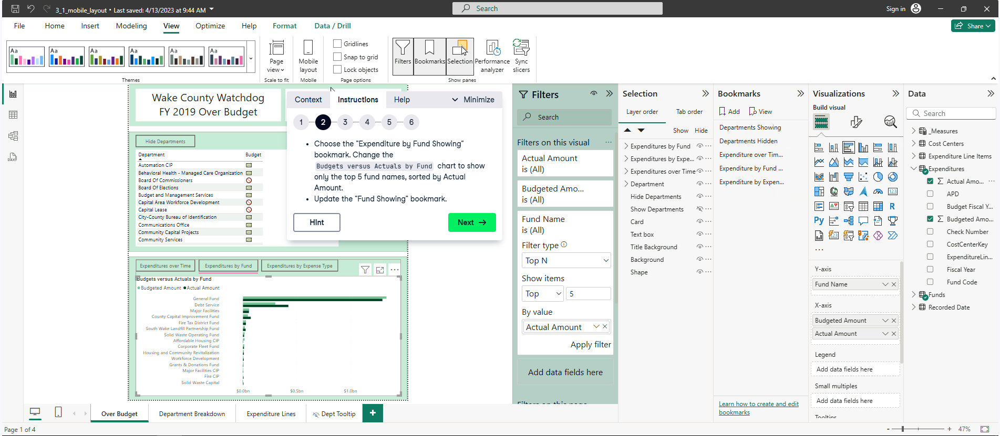 3_1_mobile_layout • Last saved: 4/13/2023 at 9:44 AM
Search
Sign in
File
Home
Insert
Modeling
View
Optimize
Help
Format
Data / Drill
Share
Aa
Aa
Aa
Aa
Aa
Aa
Themes
Page
view
Scale to fit
Mobile
layout
Mobile
Gridlines
Snap to grid
Lock objects
Page options
Filters
Bookmarks
Selection
Performance
analyzer
Sync
slicers
Show panes
Wake County Watchdog
FY 2019 Over Budget
Hide Departments
Department
Budget
Automation CIP
Behavioral Health - Managed Care Organization
Board Of Commissioners
Board Of Elections
Budget and Management Services
Capital Area Workforce Development
Capital Lease
City-County Bureau of Identification
Communications Office
Community Capital Projects
Community Services
Context
Instructions
Help
Minimize
1
2
3
4
5
6
• Choose the "Expenditure by Fund Showing"
bookmark. Change the
Budgets versus Actuals by Fund chart to show
only the top 5 fund names, sorted by Actual
Amount.
• Update the "Fund Showing" bookmark.
Hint
Next
Expenditures over Time
Expenditures by Fund
Expenditures by Expense Type
Budgets versus Actuals by Fund
Budgeted Amount
Actual Amount
General Fund
Debt Service
Major Facilities
County Capital Improvement Fund
Fire Tax District Fund
South Wake Landfill Partnership Fund
Solid Waste Operating Fund
Affordable Housing CIP
Corporate Fleet Fund
Housing and Community Revitalization
Workforce Development
Grants & Donations Fund
Major Facilities CIP
Fire CIP
Solid Waste Capital
$0.0bn
$0.5bn
$1.0bn
Filters
Search
Filters on this visual
Actual Amount
is (All)
Budgeted Amo...
is (All)
Fund Name
is (All)
Filter type
Top N
Show items
Top
5
By value
Actual Amount
Apply filter
Add data fields here
Filters on this page
Selection
Layer order
Tab order
Show
Hide
Expenditures by Fund
Expenditures by Expe...
Expenditures over Time
Department
Hide Departments
Show Departments
Card
Text box
Title Background
Background
Shape
Bookmarks
Add
View
Departments Showing
Departments Hidden
Expenditure over Tim...
Expenditure by Fund ...
Expenditure by Expen...
Learn how to create and edit
bookmarks
Visualizations
Build visual
123
R
Py
123
Y-axis
Fund Name
X-axis
Budgeted Amount
Actual Amount
Legend
Add data fields here
Small multiples
Add data fields here
Tooltips
Data
Search
_Measures
Cost Centers
Expenditure Line Items
Expenditures
Actual Amo...
APD
Budget Fiscal Y...
Budgeted Amo...
Check Number
CostCenterKey
ExpenditureLin...
Fiscal Year
Fund Code
Funds
Recorded Date
DAX
Over Budget
Department Breakdown
Expenditure Lines
Dept Tooltip
Page 1 of 4
47%